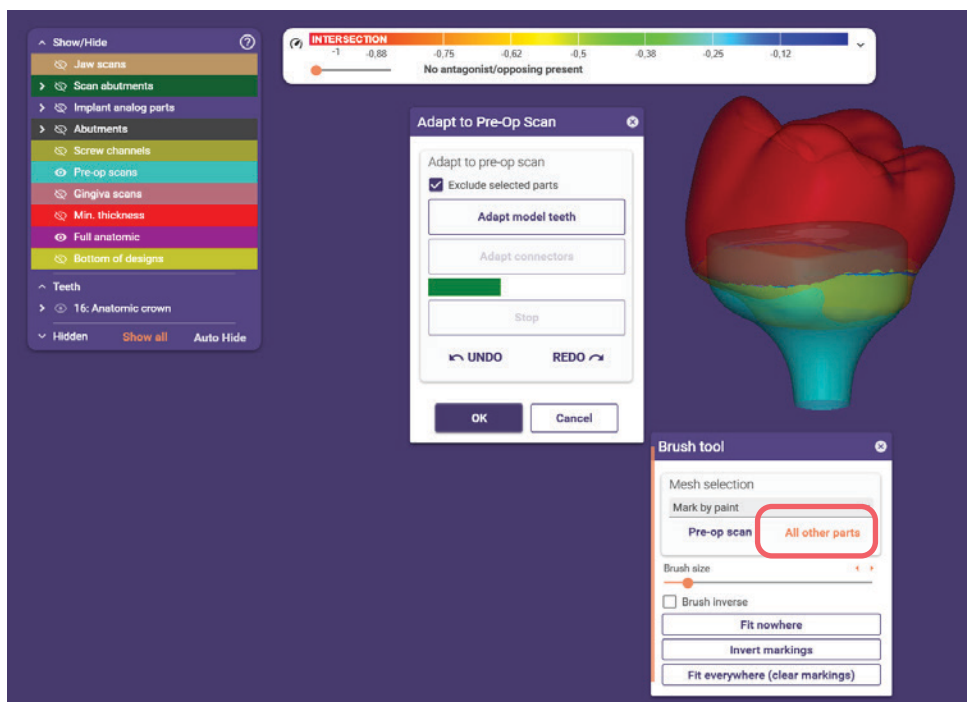 Show/Hide
Jaw scans
Scan abutments
Implant analog parts
Abutments
Screw channels
Pre-op scans
Gingiva scans
Min. thickness
Full anatomic
Bottom of designs
Teeth
16: Anatomic crown
Hidden Show all Auto Hide
INTERSECTION
-1 -0,88 -0,75 -0,62 -0,5 -0,38 -0,25 -0,12
No antagonist/opposing present
Adapt to Pre-Op Scan
Adapt to pre-op scan
Exclude selected parts
Adapt model teeth
Adapt connectors
Stop
UNDO REDO
OK Cancel
Brush tool
Mesh selection
Mark by paint
Pre-op scan All other parts
Brush size
Brush inverse
Fit nowhere
Invert markings
Fit everywhere (clear markings)